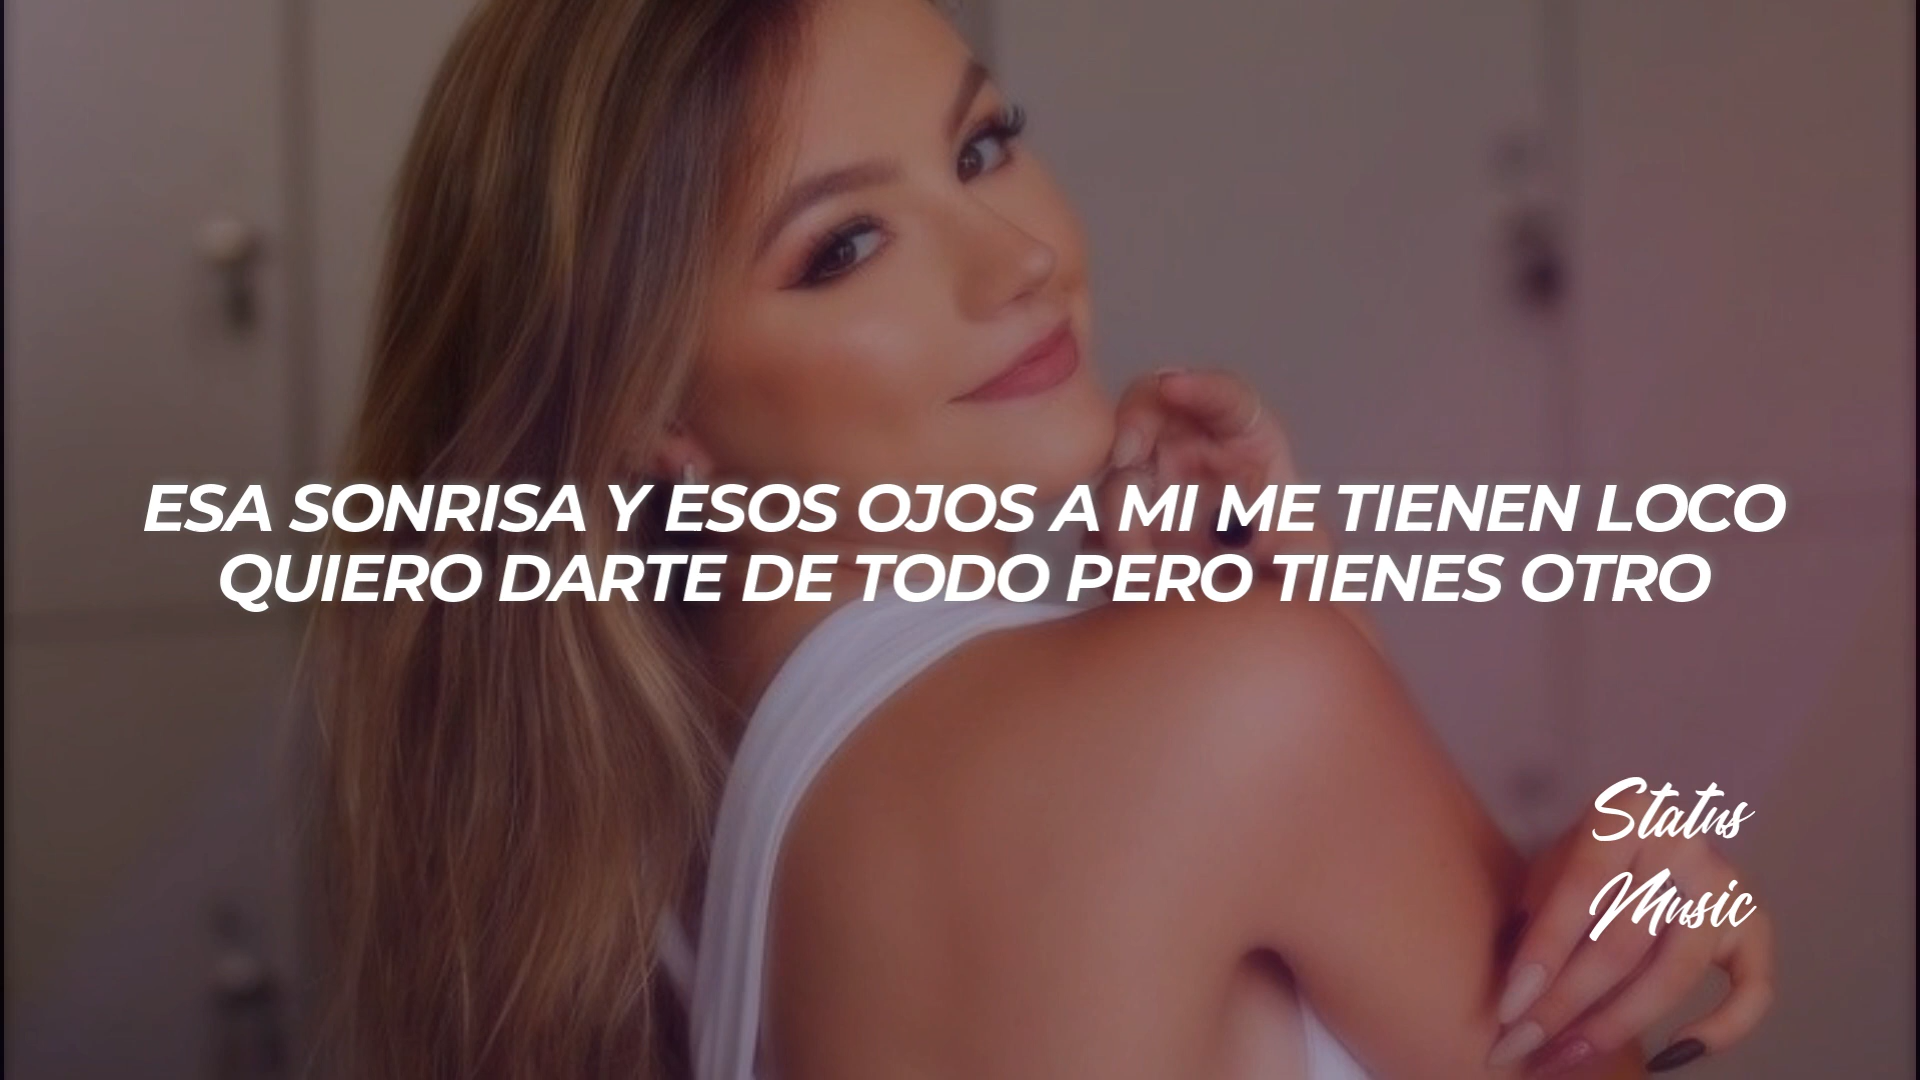 ESA SONRISA Y ESOS OJOS A MI ME TIENEN LOCO
QUIERO DARTE DE TODO PERO TIENES OTRO
Status
Music